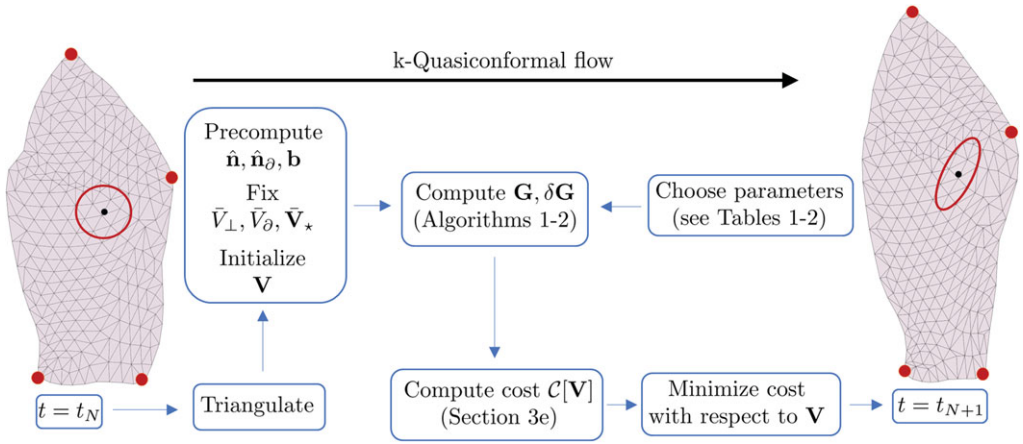 k-Quasiconformal flow
Precompute
n̂, n̂∂, b
Fix
V̄⊥, V̄∂, V̄⋆
Initialize
V
Compute G, δG
(Algorithms 1-2)
Choose parameters
(see Tables 1-2)
t = tN
Triangulate
Compute cost C[V]
(Section 3e)
Minimize cost
with respect to V
t = tN+1